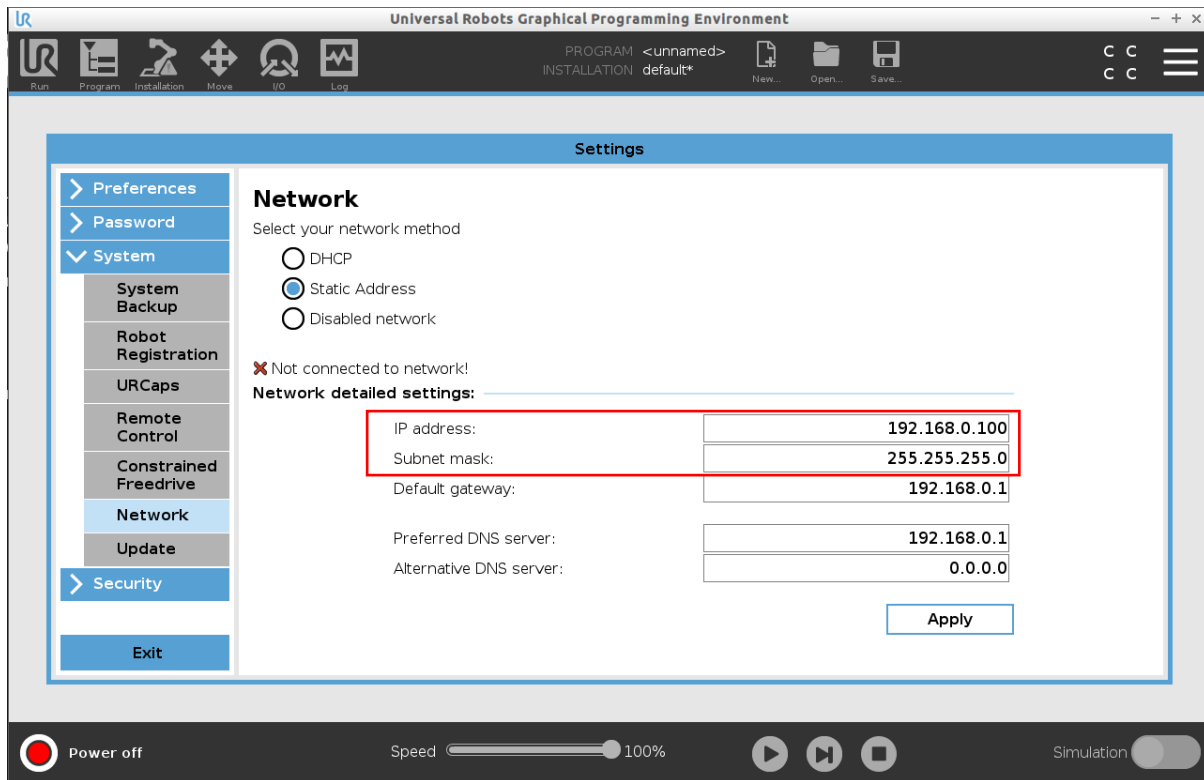 Universal Robots Graphical Programming Environment
PROGRAM <unnamed>
INSTALLATION default*
Run
Program
Installation
Move
I/O
Log
New...
Open...
Save...
C C
C C
Settings
Preferences
Password
System
System
Backup
Robot
Registration
URCaps
Remote
Control
Constrained
Freedrive
Network
Update
Security
Exit
Network
Select your network method
DHCP
Static Address
Disabled network
Not connected to network!
Network detailed settings:
IP address: 192.168.0.100
Subnet mask: 255.255.255.0
Default gateway: 192.168.0.1
Preferred DNS server: 192.168.0.1
Alternative DNS server: 0.0.0.0
Apply
Power off
Speed 100%
Simulation